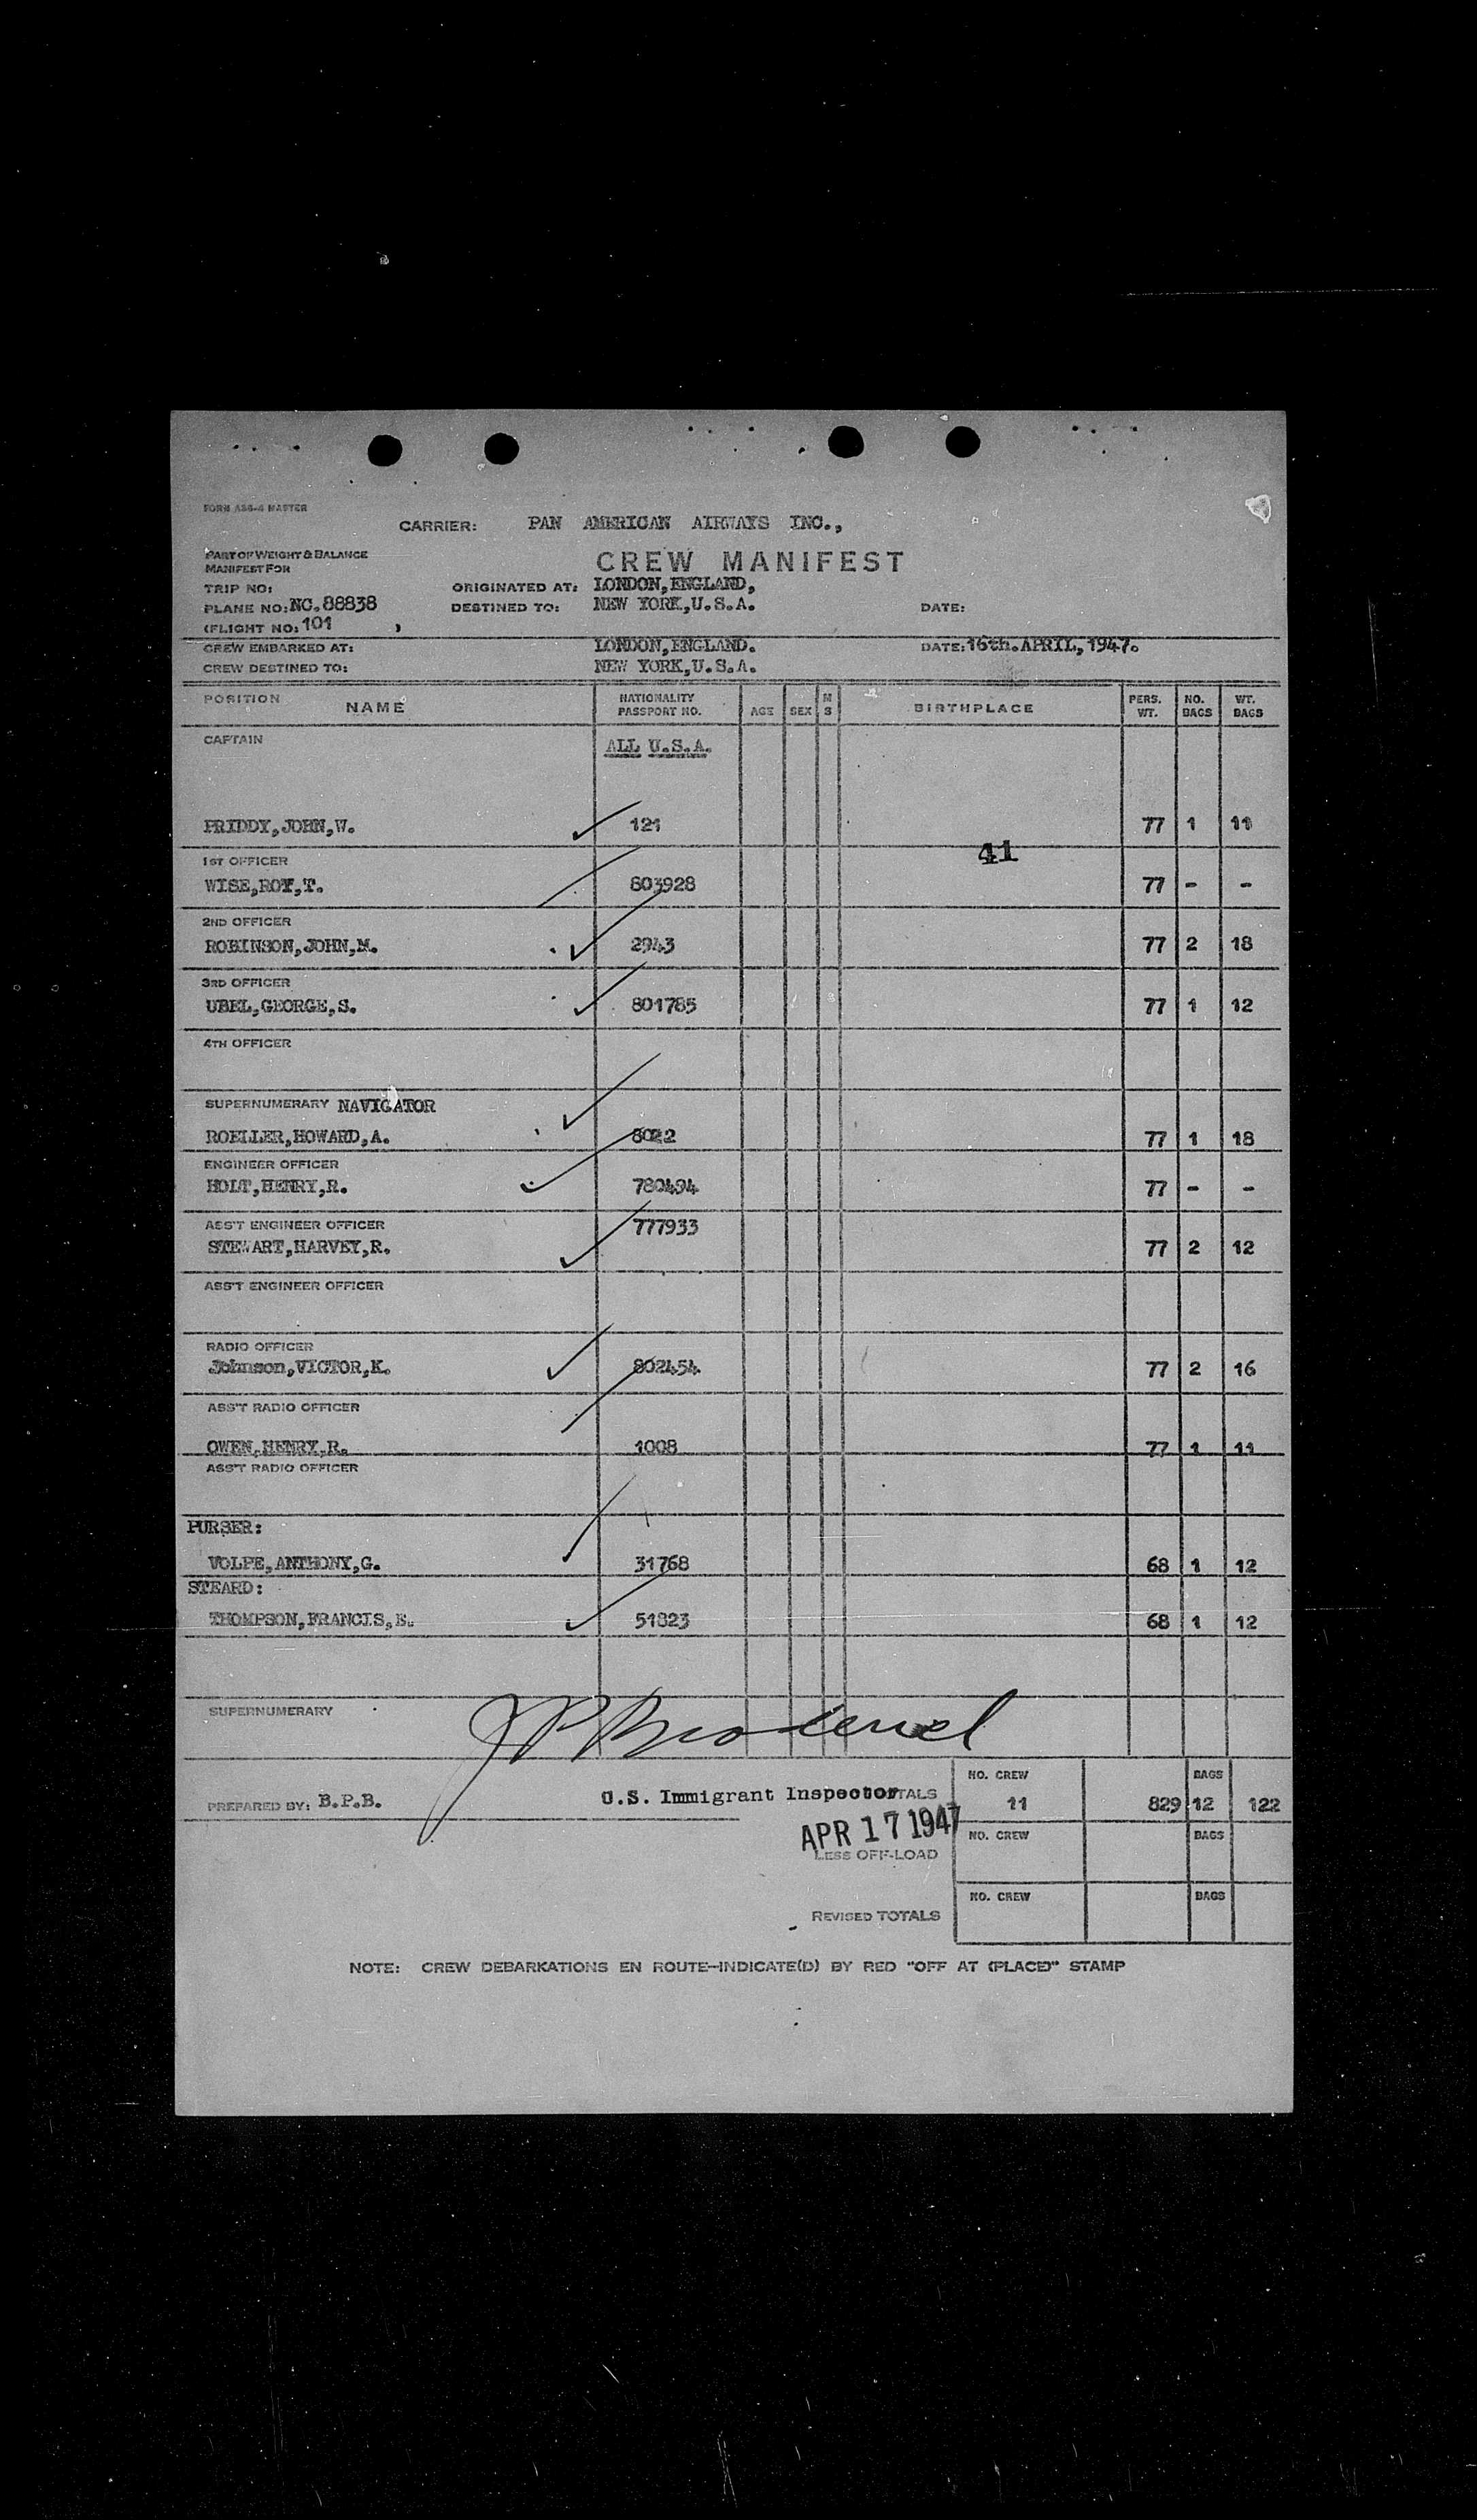 FORM ASG-4 MASTER
CARRIER: PAN AMERICAN AIRWAYS INC.,
PART OF WEIGHT & BALANCE
MANIFEST FOR
CREW MANIFEST
TRIP NO: ORIGINATED AT: LONDON,ENGLAND,
PLANE NO: NC.88838 DESTINED TO: NEW YORK,U.S.A. DATE:
(FLIGHT NO: 101 )
CREW EMBARKED AT: LONDON,ENGLAND. DATE: 16th.APRIL,1947.
CREW DESTINED TO: NEW YORK,U.S.A.
POSITION NAME NATIONALITY PASSPORT NO. AGE SEX M S BIRTHPLACE PERS. WT. NO. BAGS WT. BAGS
CAPTAIN ALL U.S.A.
PRIDDY,JOHN,W. 121 77 1 11
41
1ST OFFICER
WISE,ROY,T. 803928 77 - -
2ND OFFICER
ROBINSON,JOHN,M. 2943 77 2 18
3RD OFFICER
UBEL,GEORGE,S. 801785 77 1 12
4TH OFFICER
SUPERNUMERARY NAVIGATOR
ROELLER,HOWARD,A. 8022 77 1 18
ENGINEER OFFICER
HOLT,HENRY,R. 780494 77 - -
ASS'T ENGINEER OFFICER 777933
STEWART,HARVEY,R. 77 2 12
ASS'T ENGINEER OFFICER
RADIO OFFICER
Johnson,VICTOR,K. 802454 77 2 16
ASS'T RADIO OFFICER
OWEN,HENRY,R. 1008 77 1 11
ASS'T RADIO OFFICER
PURSER:
VOLPE,ANTHONY,G. 31768 68 1 12
STEARD:
THOMPSON,FRANCIS,E. 51823 68 1 12
SUPERNUMERARY
NO. CREW BAGS
PREPARED BY: B.P.B. U.S. Immigrant Inspector TOTALS 11 829 12 122
APR 17 1947
NO. CREW BAGS
LESS OFF-LOAD
NO. CREW BAGS
REVISED TOTALS
NOTE: CREW DEBARKATIONS EN ROUTE-INDICATE(D) BY RED "OFF AT (PLACE)" STAMP